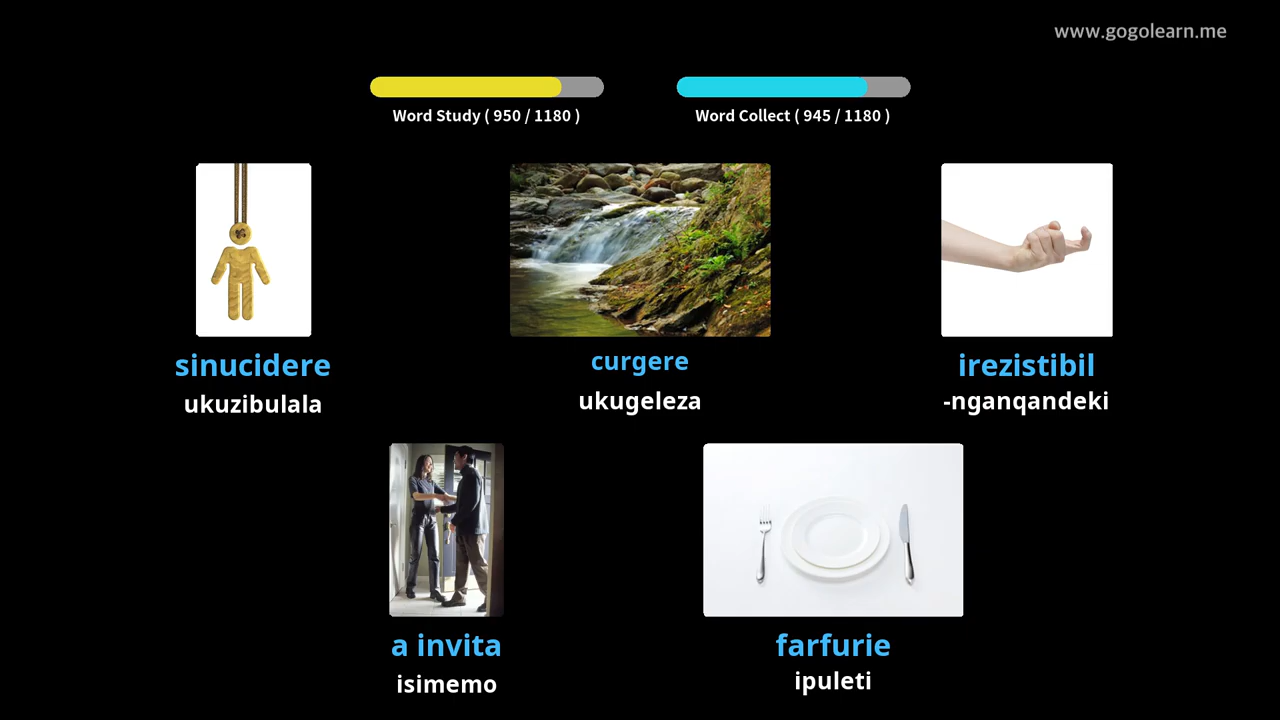 www.gogolearn.me
Word Study ( 950 / 1180 )
Word Collect ( 945 / 1180 )
sinucidere
ukuzibulala
curgere
ukugeleza
irezistibil
-nganqandeki
a invita
isimemo
farfurie
ipuleti